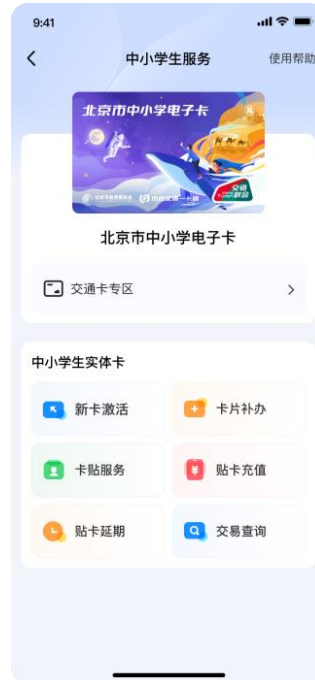 9:41
中小学生服务
使用帮助
北京市中小学电子卡
交通联合
北京市中小学电子卡
交通卡专区
中小学生实体卡
新卡激活
卡片补办
卡贴服务
贴卡充值
贴卡延期
交易查询